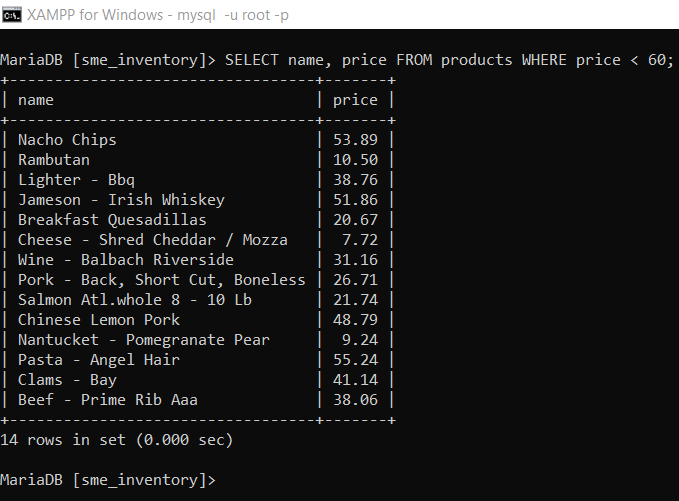 XAMPP for Windows - mysql  -u root -p
MariaDB [sme_inventory]> SELECT name, price FROM products WHERE price < 60;
+----------------------------------+-------+
| name                             | price |
+----------------------------------+-------+
| Nacho Chips                      | 53.89 |
| Rambutan                         | 10.50 |
| Lighter - Bbq                    | 38.76 |
| Jameson - Irish Whiskey          | 51.86 |
| Breakfast Quesadillas            | 20.67 |
| Cheese - Shred Cheddar / Mozza   |  7.72 |
| Wine - Balbach Riverside         | 31.16 |
| Pork - Back, Short Cut, Boneless | 26.71 |
| Salmon Atl.whole 8 - 10 Lb       | 21.74 |
| Chinese Lemon Pork               | 48.79 |
| Nantucket - Pomegranate Pear     |  9.24 |
| Pasta - Angel Hair               | 55.24 |
| Clams - Bay                      | 41.14 |
| Beef - Prime Rib Aaa             | 38.06 |
+----------------------------------+-------+
14 rows in set (0.000 sec)
MariaDB [sme_inventory]>